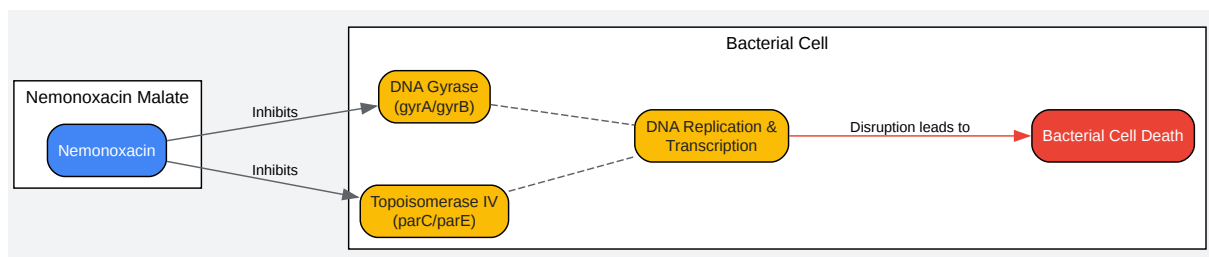 Bacterial Cell
Nemonoxacin Malate
Nemonoxacin
Inhibits
Inhibits
DNA Gyrase
(gyrA/gyrB)
Topoisomerase IV
(parC/parE)
DNA Replication &
Transcription
Disruption leads to
Bacterial Cell Death